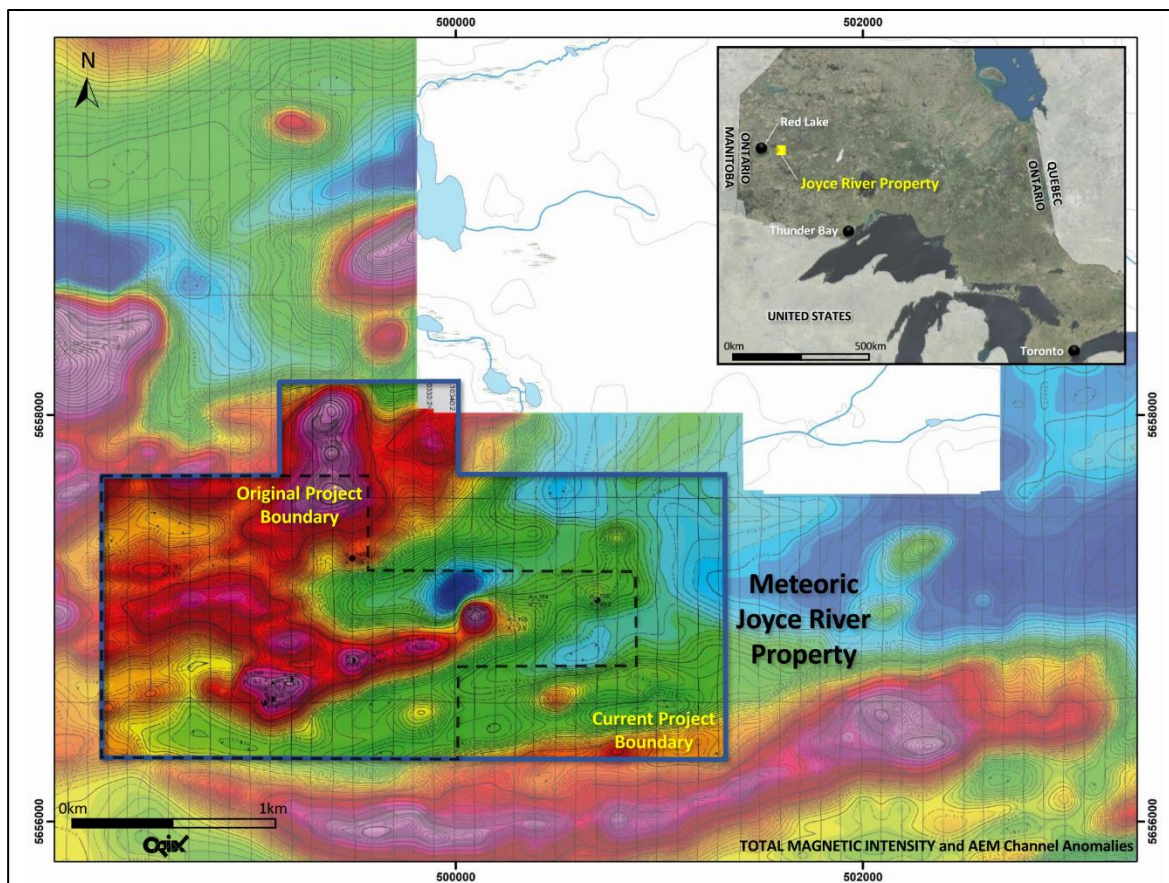 500000
502000
N
Red Lake
ONTARIO
MANITOBA
Joyce River Property
QUEBEC
ONTARIO
Thunder Bay
UNITED STATES
0km
500km
Toronto
5658000
5658000
Original Project
Boundary
Meteoric
Joyce River
Property
Current Project
Boundary
0km
1km
5656000
5656000
TOTAL MAGNETIC INTENSITY and AEM Channel Anomalies
500000
502000